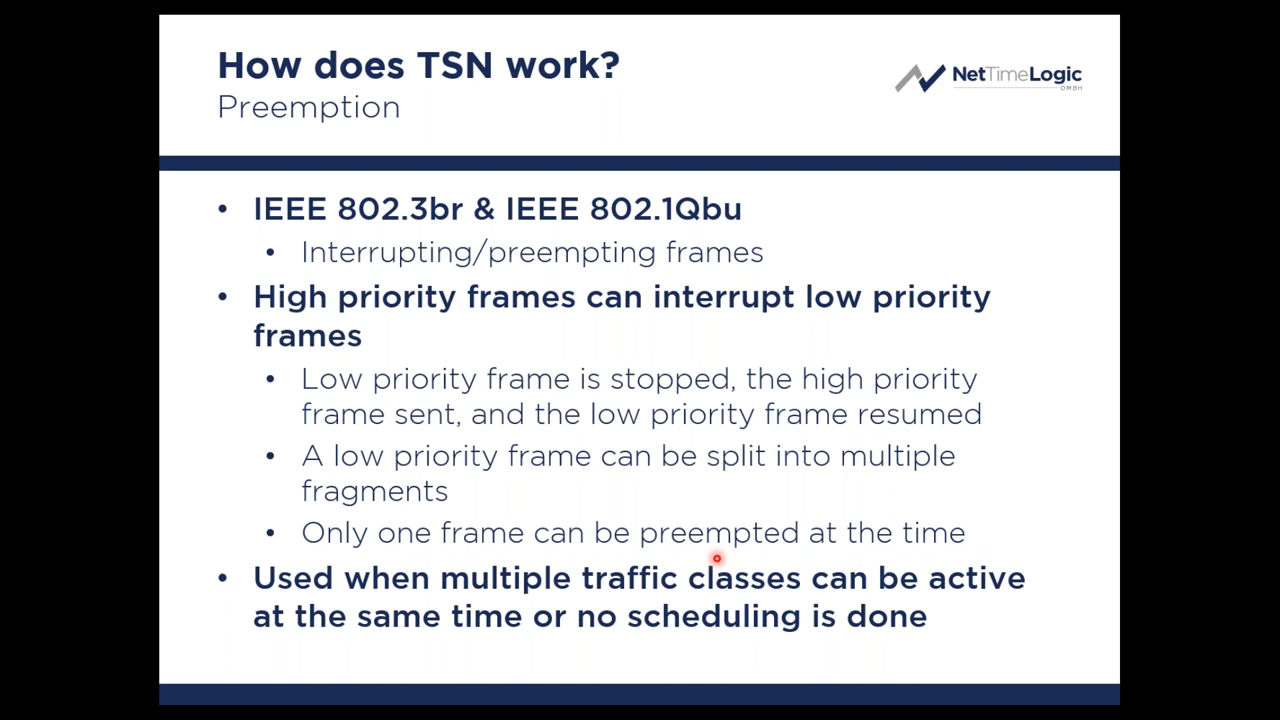 How does TSN work?
Preemption
NetTimeLogic
GMBH
• IEEE 802.3br & IEEE 802.1Qbu
• Interrupting/preempting frames
• High priority frames can interrupt low priority
frames
• Low priority frame is stopped, the high priority
frame sent, and the low priority frame resumed
• A low priority frame can be split into multiple
fragments
• Only one frame can be preempted at the time
• Used when multiple traffic classes can be active
at the same time or no scheduling is done